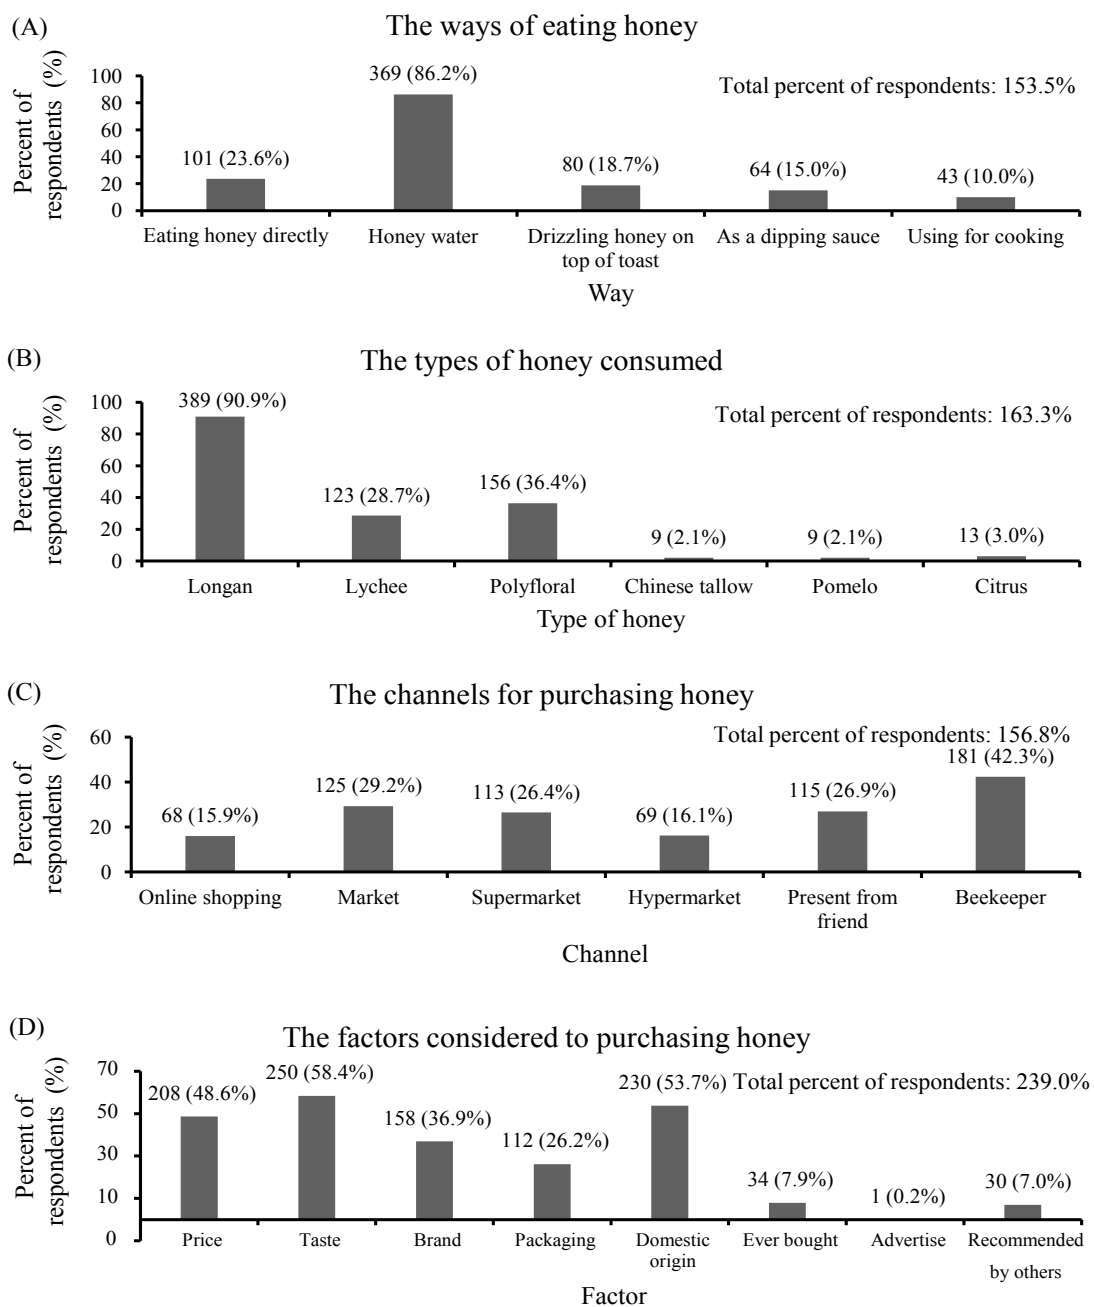 (A)
The ways of eating honey
Percent of
respondents (%)
Total percent of respondents: 153.5%
100
80
60
40
20
0
101 (23.6%)
369 (86.2%)
80 (18.7%)
64 (15.0%)
43 (10.0%)
Eating honey directly
Honey water
Drizzling honey on
top of toast
As a dipping sauce
Using for cooking
Way
(B)
The types of honey consumed
Percent of
respondents (%)
Total percent of respondents: 163.3%
100
80
60
40
20
0
389 (90.9%)
123 (28.7%)
156 (36.4%)
9 (2.1%)
9 (2.1%)
13 (3.0%)
Longan
Lychee
Polyfloral
Chinese tallow
Pomelo
Citrus
Type of honey
(C)
The channels for purchasing honey
Percent of
respondents (%)
Total percent of respondents: 156.8%
60
40
20
0
68 (15.9%)
125 (29.2%)
113 (26.4%)
69 (16.1%)
115 (26.9%)
181 (42.3%)
Online shopping
Market
Supermarket
Hypermarket
Present from
friend
Beekeeper
Channel
(D)
The factors considered to purchasing honey
Percent of
respondents (%)
Total percent of respondents: 239.0%
70
50
30
10
0
208 (48.6%)
250 (58.4%)
158 (36.9%)
112 (26.2%)
230 (53.7%)
34 (7.9%)
1 (0.2%)
30 (7.0%)
Price
Taste
Brand
Packaging
Domestic
origin
Ever bought
Advertise
Recommended
by others
Factor